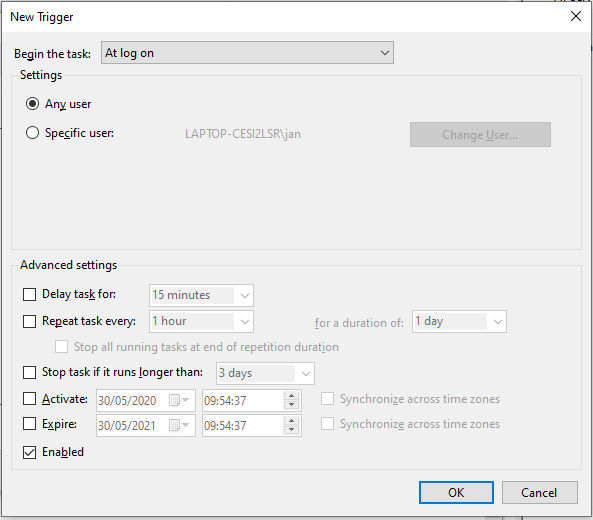 New Trigger
Begin the task: At log on
Settings
Any user
Specific user: LAPTOP-CESI2LSR\jan Change User...
Advanced settings
Delay task for: 15 minutes
Repeat task every: 1 hour for a duration of: 1 day
Stop all running tasks at end of repetition duration
Stop task if it runs longer than: 3 days
Activate: 30/05/2020 09:54:37 Synchronize across time zones
Expire: 30/05/2021 09:54:37 Synchronize across time zones
Enabled
OK Cancel